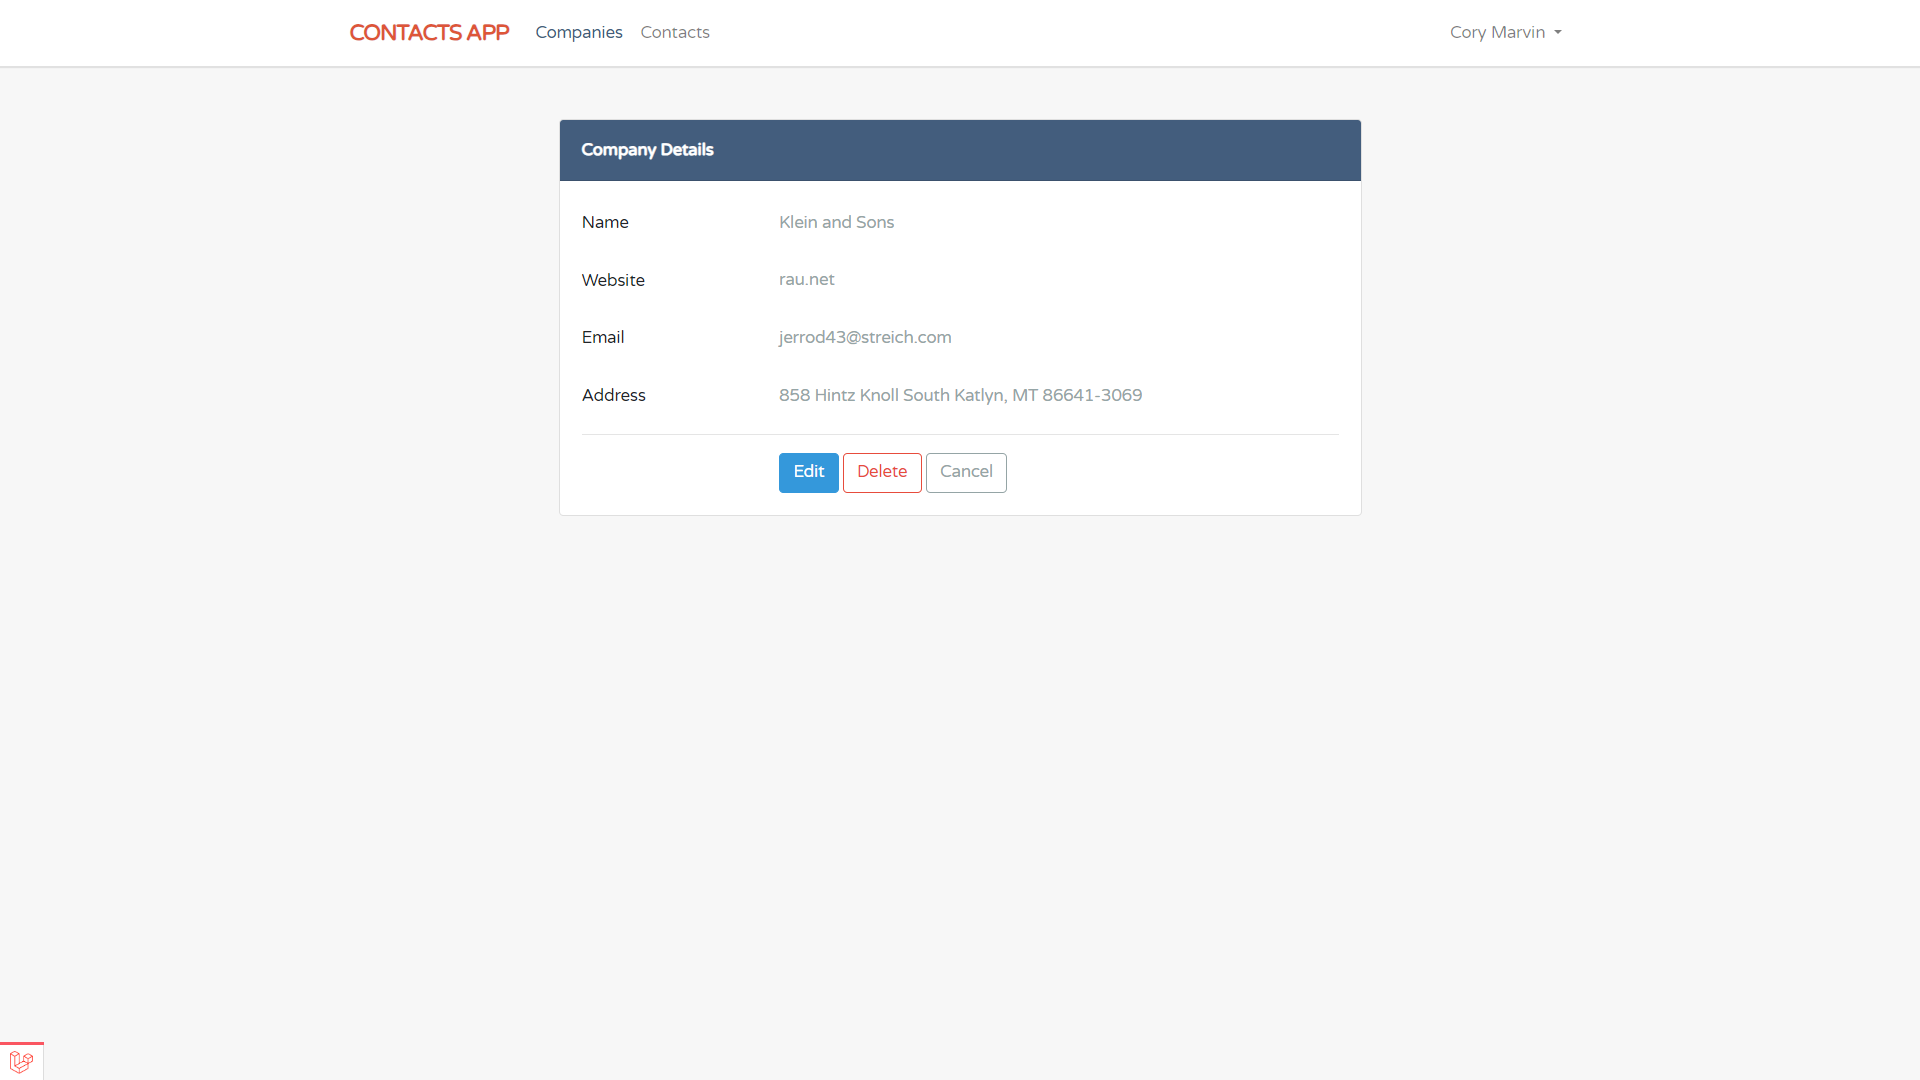 CONTACTS APP Companies Contacts Cory Marvin
Company Details
Name Klein and Sons
Website rau.net
Email jerrod43@streich.com
Address 858 Hintz Knoll South Katlyn, MT 86641-3069
Edit Delete Cancel